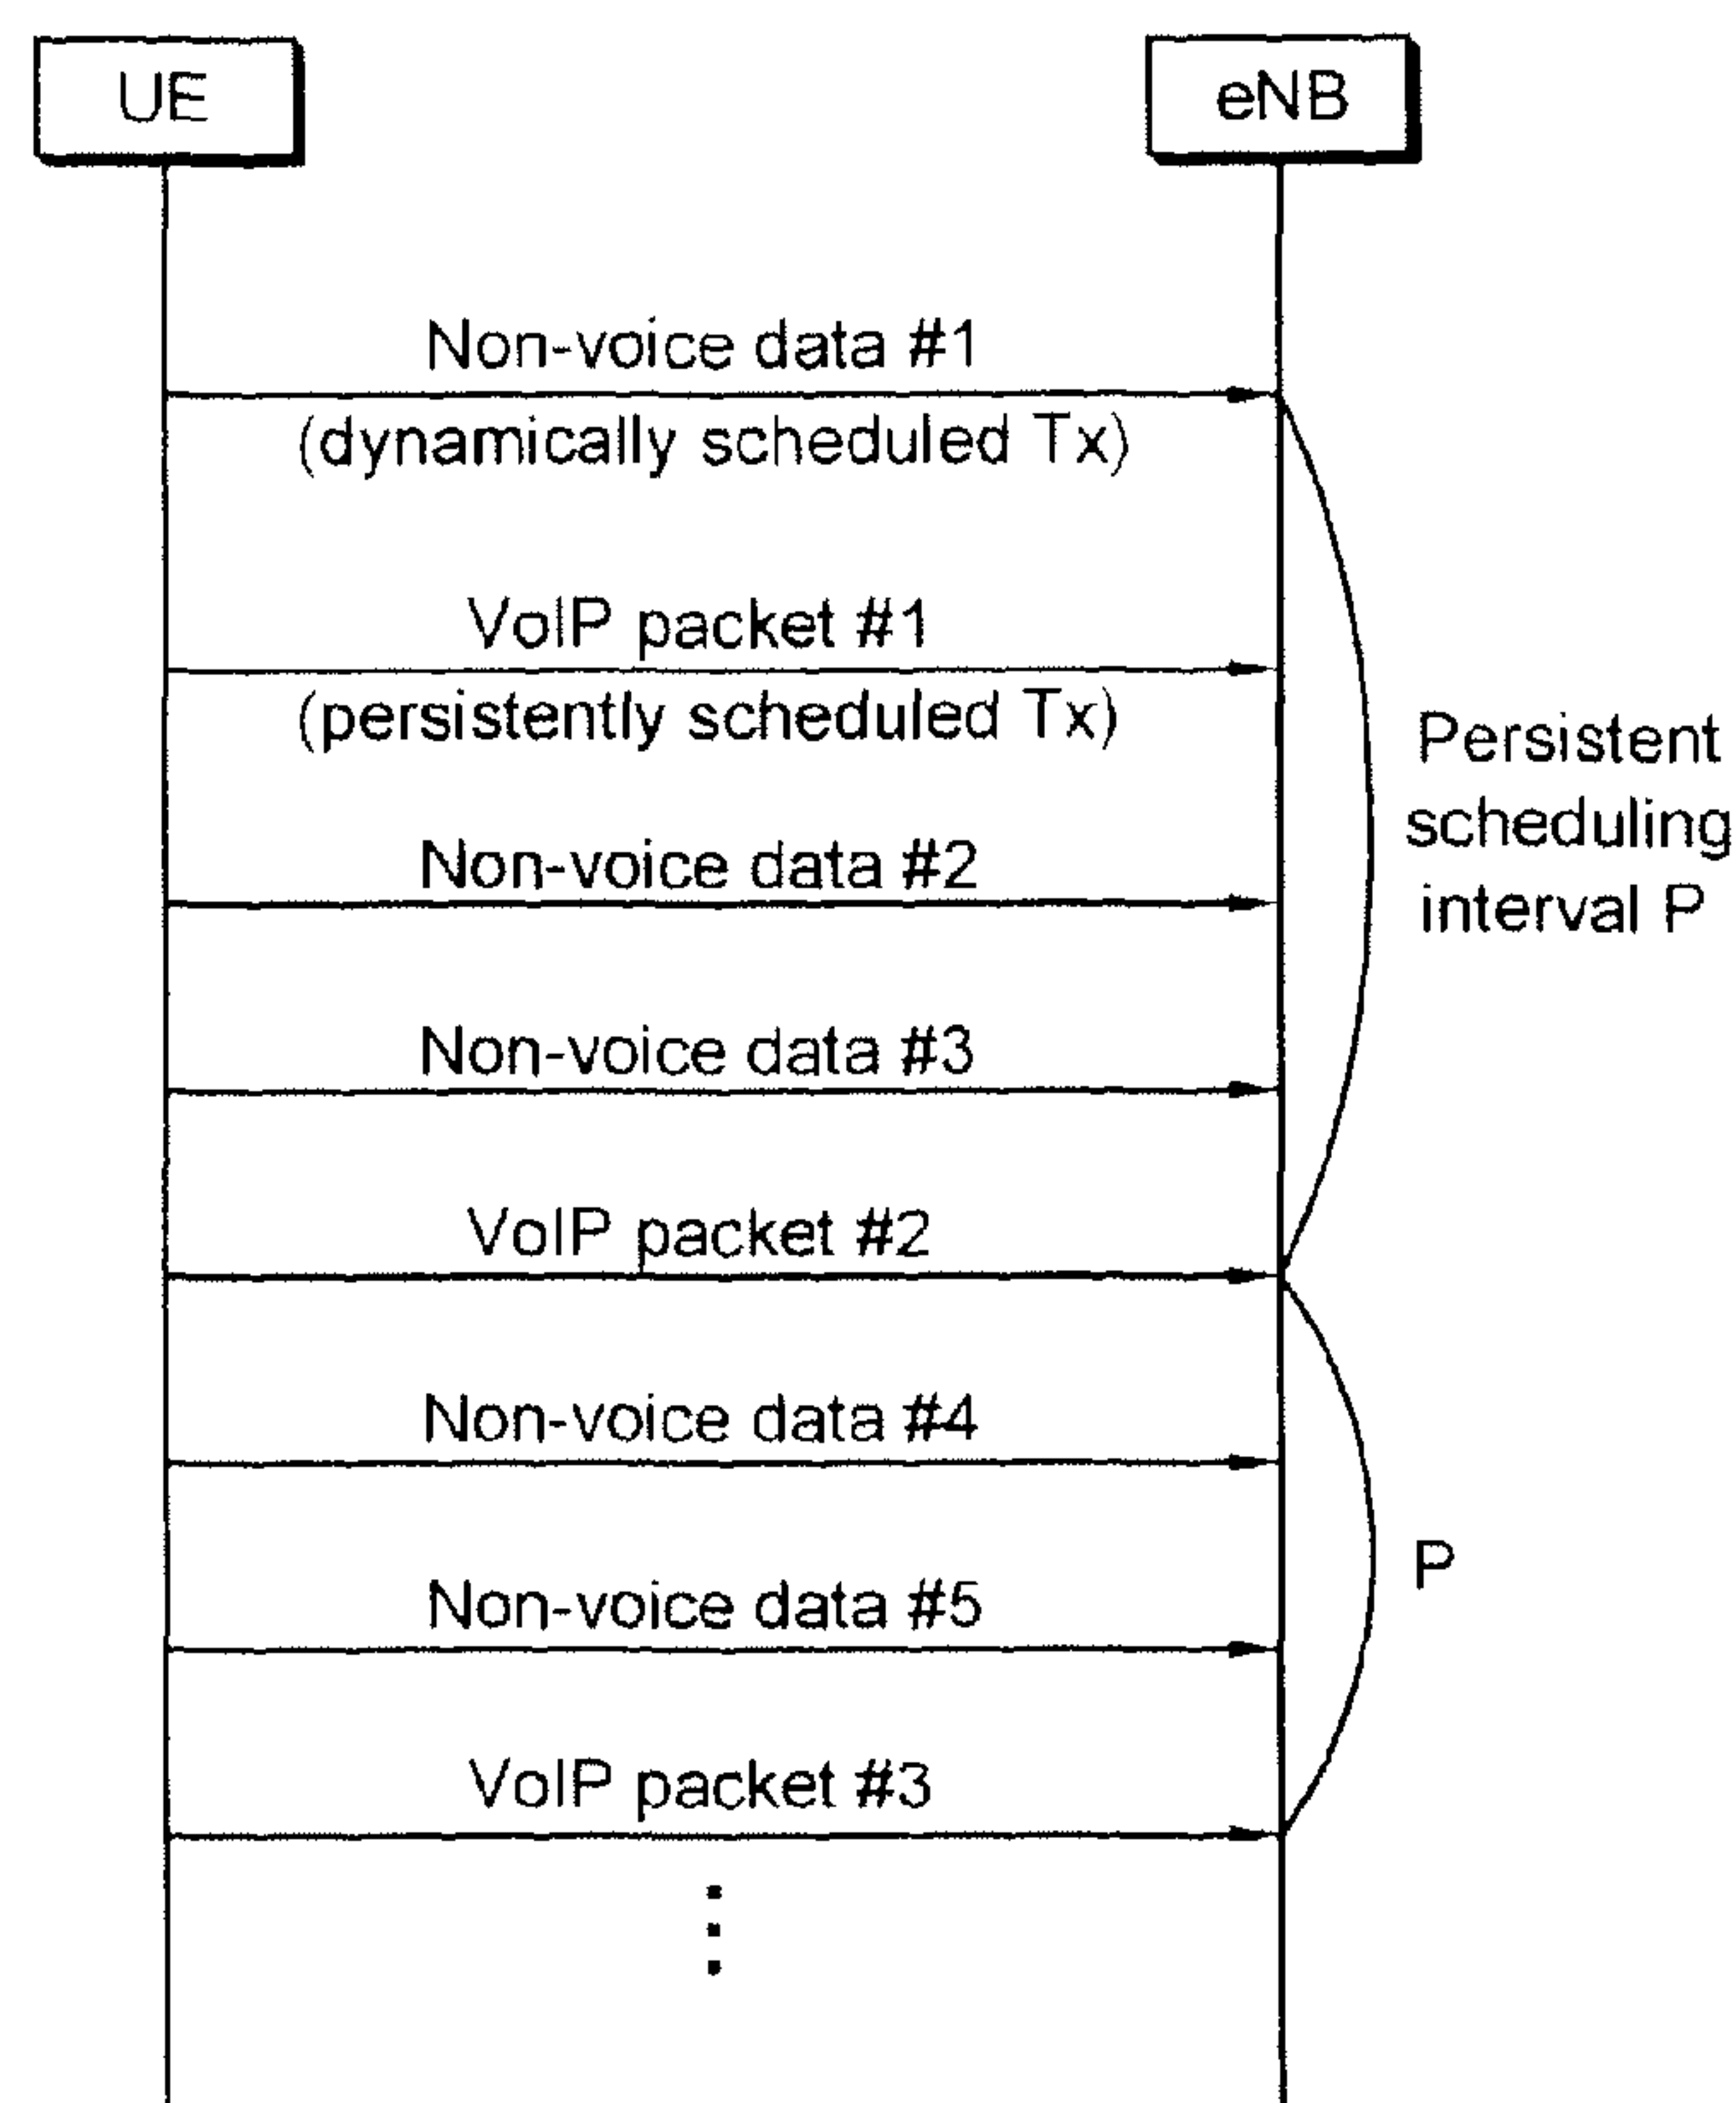 UE
eNB
Non-voice data #1
(dynamically scheduled Tx)
VoIP packet #1
(persistently scheduled Tx)
Persistent
scheduling
interval P
Non-voice data #2
Non-voice data #3
VoIP packet #2
Non-voice data #4
P
Non-voice data #5
VoIP packet #3